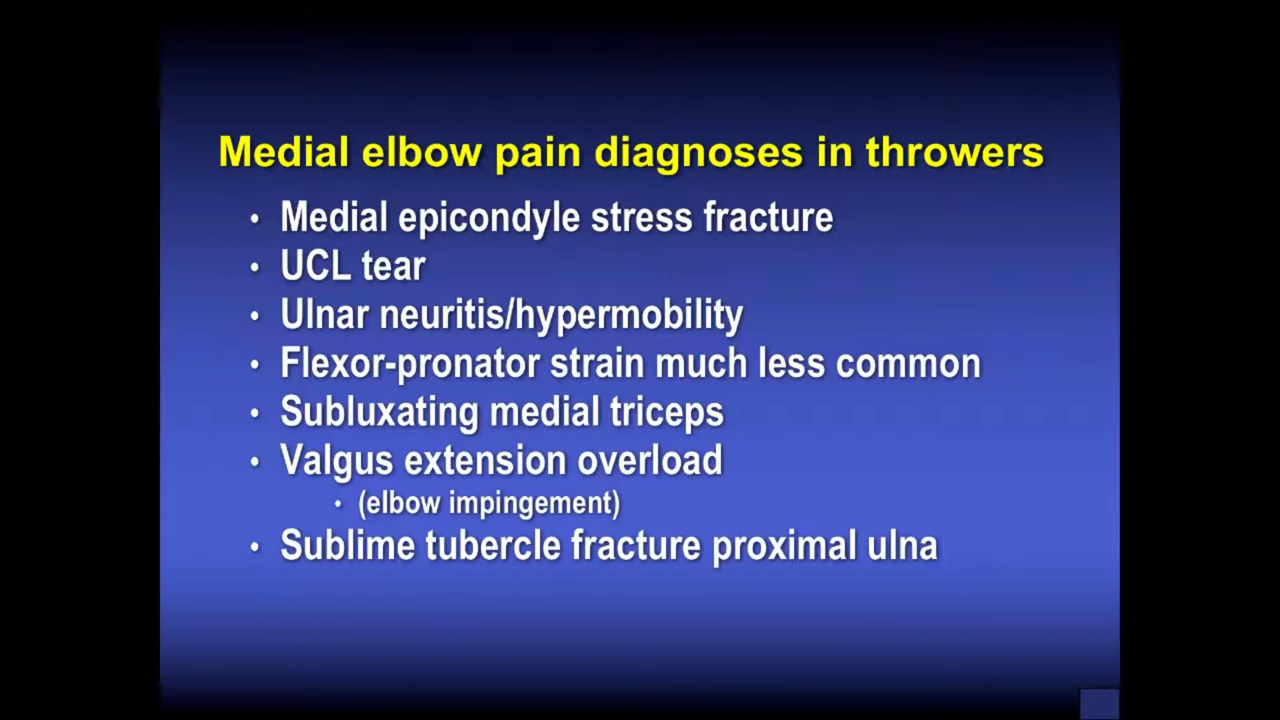 Medial elbow pain diagnoses in throwers
• Medial epicondyle stress fracture
• UCL tear
• Ulnar neuritis/hypermobility
• Flexor-pronator strain much less common
• Subluxating medial triceps
• Valgus extension overload
• (elbow impingement)
• Sublime tubercle fracture proximal ulna